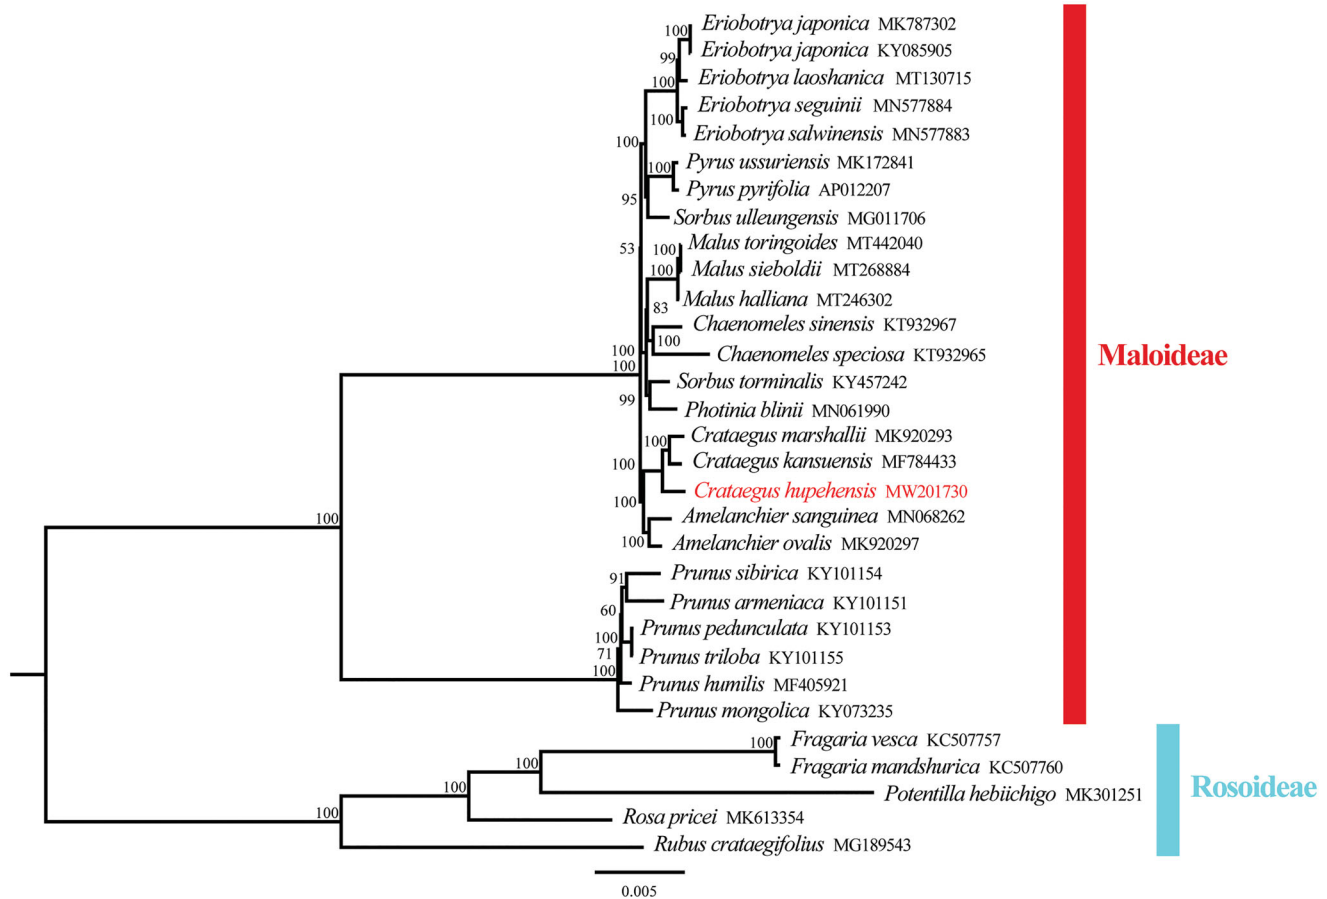 100
Eriobotrya japonica MK787302
99
Eriobotrya japonica KY085905
100
Eriobotrya laoshanica MT130715
Eriobotrya seguinii MN577884
100
Eriobotrya salwinensis MN577883
100
Pyrus ussuriensis MK172841
100
Pyrus pyrifolia AP012207
95
Sorbus ulleungensis MG011706
53
Malus toringoides MT442040
100
Malus sieboldii MT268884
100
Malus halliana MT246302
83
Chaenomeles sinensis KT932967
100
Chaenomeles speciosa KT932965
100
100
Sorbus torminalis KY457242
99
Photinia blinii MN061990
Crataegus marshallii MK920293
100
Crataegus kansuensis MF784433
100
Crataegus hupehensis MW201730
100
Amelanchier sanguinea MN068262
100
Amelanchier ovalis MK920297
100
Prunus sibirica KY101154
91
Prunus armeniaca KY101151
60
Prunus pedunculata KY101153
100
Prunus triloba KY101155
71
100
Prunus humilis MF405921
Prunus mongolica KY073235
Fragaria vesca KC507757
100
Fragaria mandshurica KC507760
100
Potentilla hebiichigo MK301251
100
Rosa pricei MK613354
100
Rubus crataegifolius MG189543
0.005
Maloideae
Rosoideae